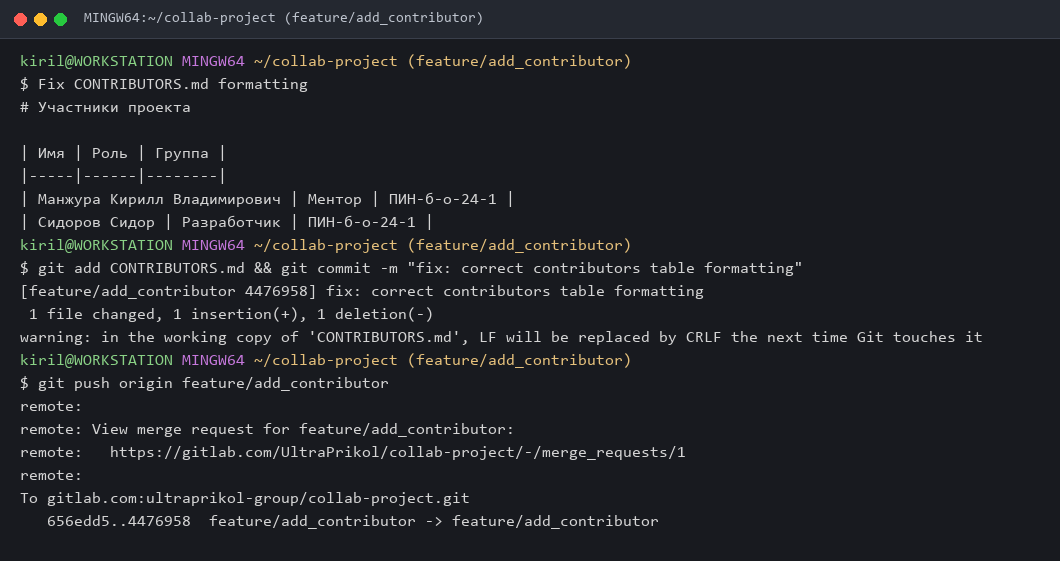 MINGW64:~/collab-project (feature/add_contributor)
kiril@WORKSTATION MINGW64 ~/collab-project (feature/add_contributor)
$ Fix CONTRIBUTORS.md formatting
# Участники проекта
| Имя | Роль | Группа |
|-----|------|--------|
| Манжура Кирилл Владимирович | Ментор | ПИН-б-о-24-1 |
| Сидоров Сидор | Разработчик | ПИН-б-о-24-1 |
kiril@WORKSTATION MINGW64 ~/collab-project (feature/add_contributor)
$ git add CONTRIBUTORS.md && git commit -m "fix: correct contributors table formatting"
[feature/add_contributor 4476958] fix: correct contributors table formatting
 1 file changed, 1 insertion(+), 1 deletion(-)
warning: in the working copy of 'CONTRIBUTORS.md', LF will be replaced by CRLF the next time Git touches it
kiril@WORKSTATION MINGW64 ~/collab-project (feature/add_contributor)
$ git push origin feature/add_contributor
remote:
remote: View merge request for feature/add_contributor:
remote:   https://gitlab.com/UltraPrikol/collab-project/-/merge_requests/1
remote:
To gitlab.com:ultraprikol-group/collab-project.git
   656edd5..4476958  feature/add_contributor -> feature/add_contributor